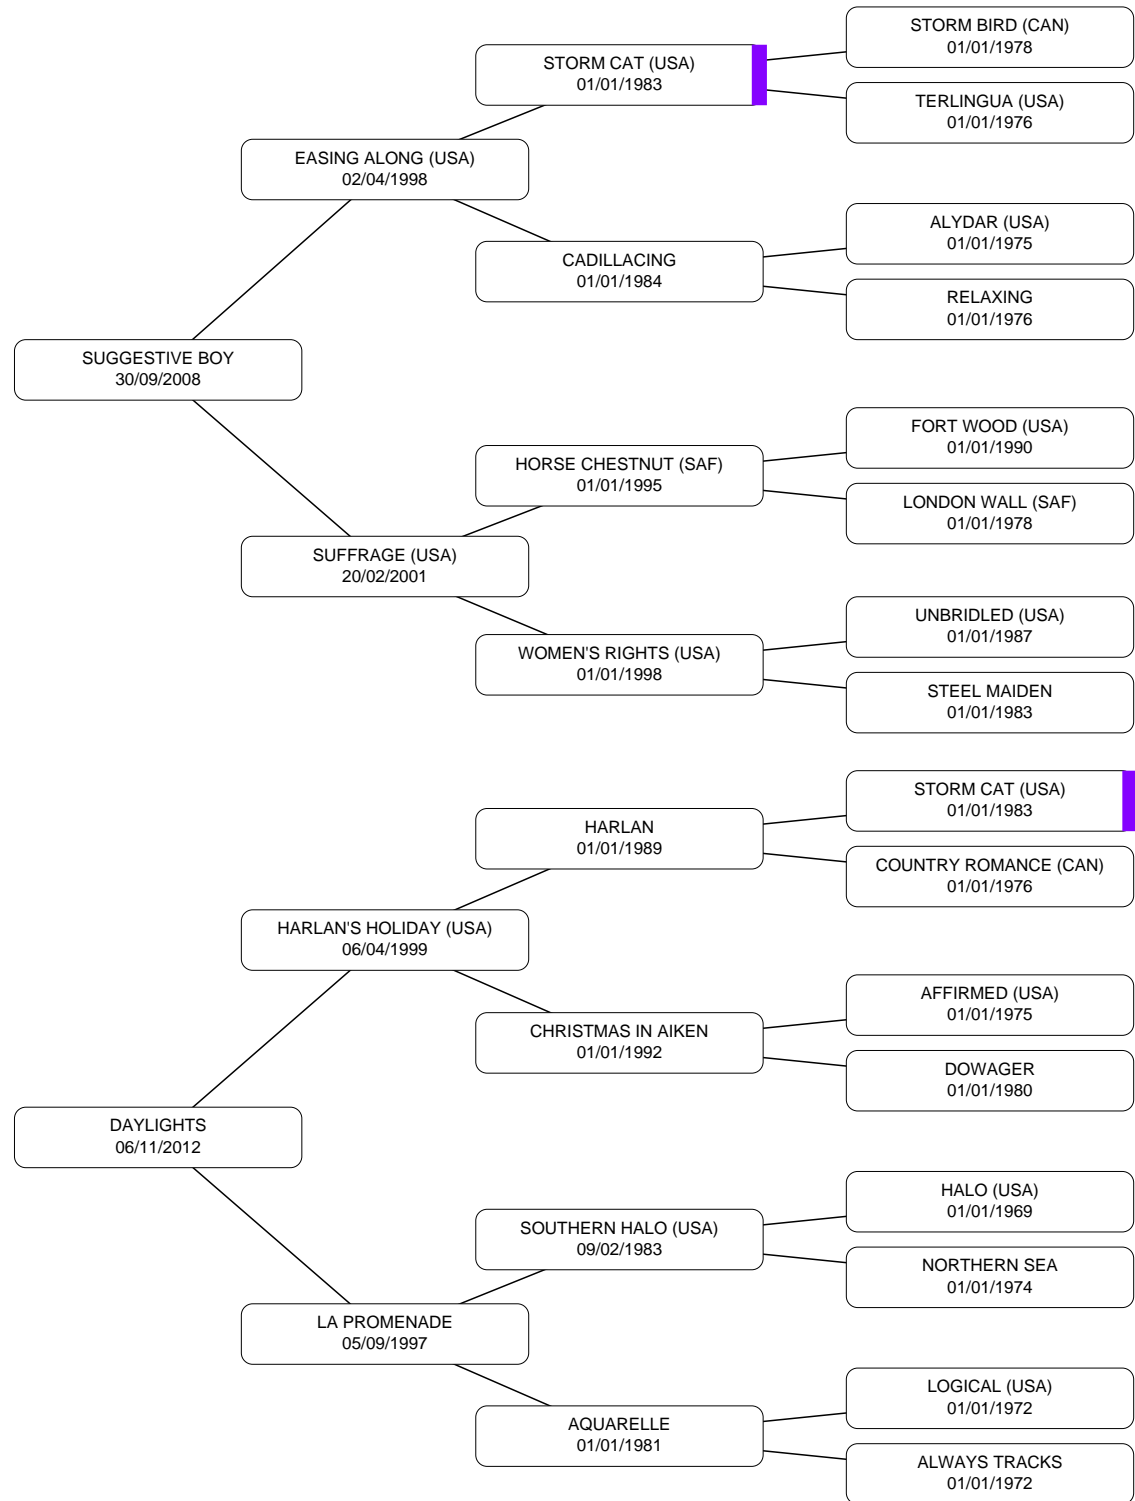 STORM BIRD (CAN)
01/01/1978
STORM CAT (USA)
01/01/1983
TERLINGUA (USA)
01/01/1976
EASING ALONG (USA)
02/04/1998
ALYDAR (USA)
01/01/1975
CADILLACING
01/01/1984
RELAXING
01/01/1976
SUGGESTIVE BOY
30/09/2008
FORT WOOD (USA)
01/01/1990
HORSE CHESTNUT (SAF)
01/01/1995
LONDON WALL (SAF)
01/01/1978
SUFFRAGE (USA)
20/02/2001
UNBRIDLED (USA)
01/01/1987
WOMEN'S RIGHTS (USA)
01/01/1998
STEEL MAIDEN
01/01/1983
STORM CAT (USA)
01/01/1983
HARLAN
01/01/1989
COUNTRY ROMANCE (CAN)
01/01/1976
HARLAN'S HOLIDAY (USA)
06/04/1999
AFFIRMED (USA)
01/01/1975
CHRISTMAS IN AIKEN
01/01/1992
DOWAGER
01/01/1980
DAYLIGHTS
06/11/2012
HALO (USA)
01/01/1969
SOUTHERN HALO (USA)
09/02/1983
NORTHERN SEA
01/01/1974
LA PROMENADE
05/09/1997
LOGICAL (USA)
01/01/1972
AQUARELLE
01/01/1981
ALWAYS TRACKS
01/01/1972